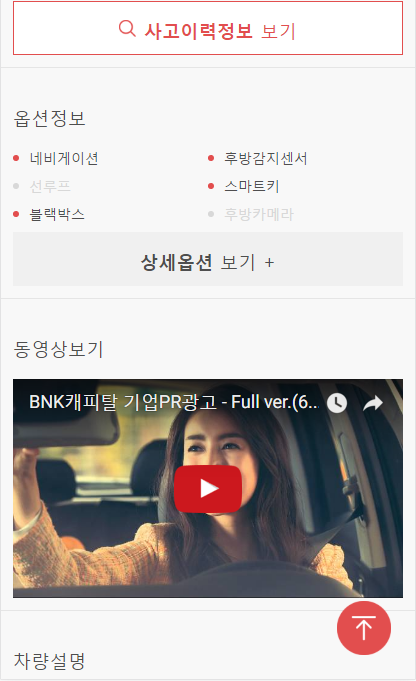 사고이력정보 보기
옵션정보
네비게이션 후방감지센서
선루프 스마트키
블랙박스 후방카메라
상세옵션 보기 +
동영상보기
BNK캐피탈 기업PR광고 - Full ver.(6...
차량설명